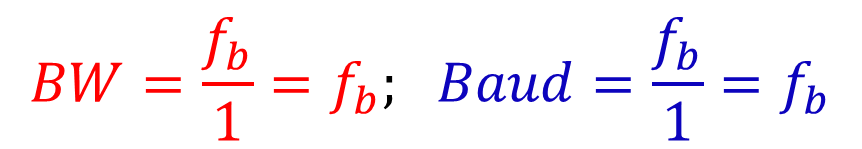 BW = f_b/1 = f_b; Baud = f_b/1 = f_b